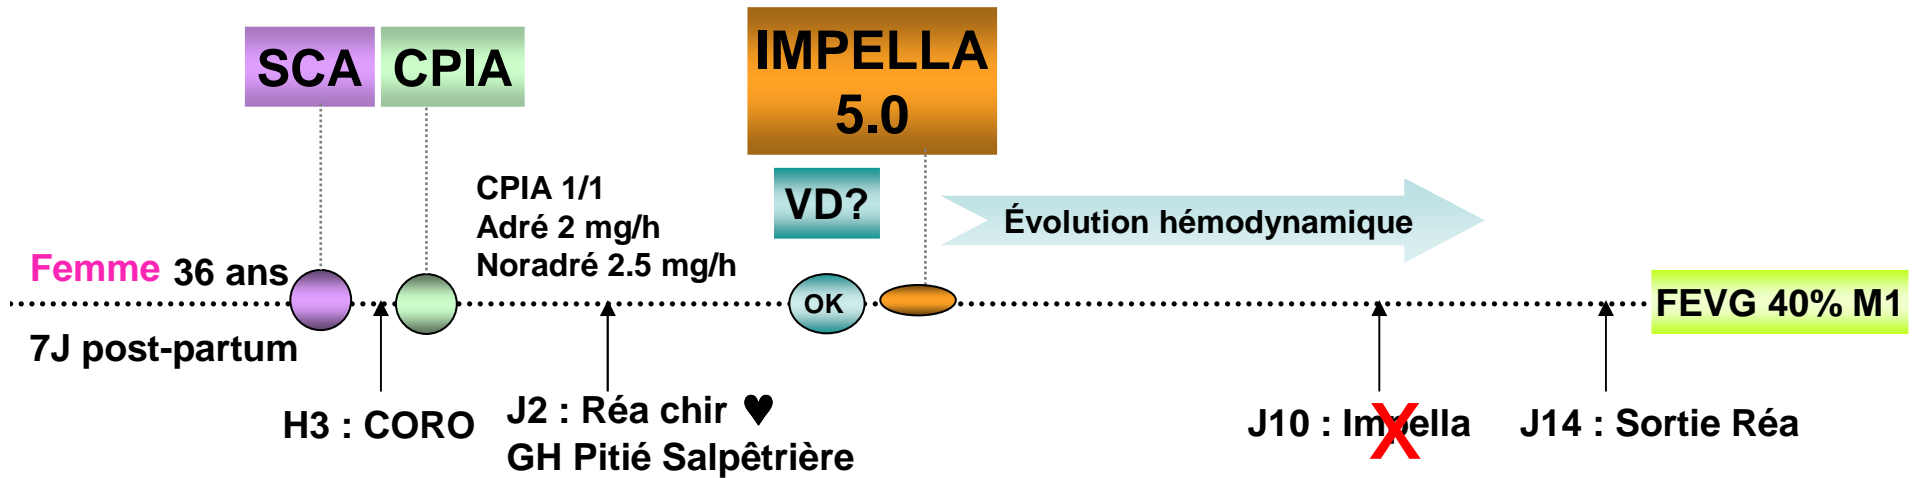 SCA
CPIA
IMPELLA
5.0
CPIA 1/1
Adré 2 mg/h
Noradré 2.5 mg/h
VD?
Évolution hémodynamique
Femme 36 ans
OK
FEVG 40% M1
7J post-partum
H3 : CORO
J2 : Réa chir ♥
GH Pitié Salpêtrière
J10 : Impella
X
J14 : Sortie Réa